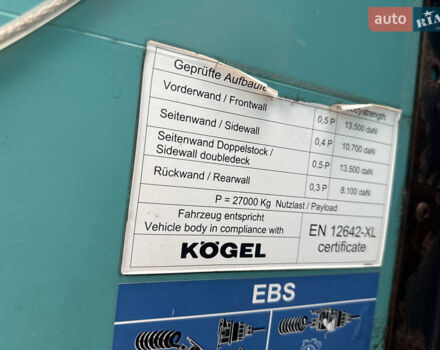 auto RIA
Geprüfte
Vorderwand / Frontwall 0,5 P 13.500 daN
Seitenwand / Sidewall 0,4 P 10.700 daN
Seitenwand Doppelstock /
Sidewall doubledeck 0,5 P 13.500 daN
Rückwand / Rearwall 0,3 P 8.100 daN
P = 27000 Kg Nutzlast / Payload
Fahrzeug entspricht
Vehicle body in compliance with
EN 12642-XL
certificate
KÖGEL
EBS